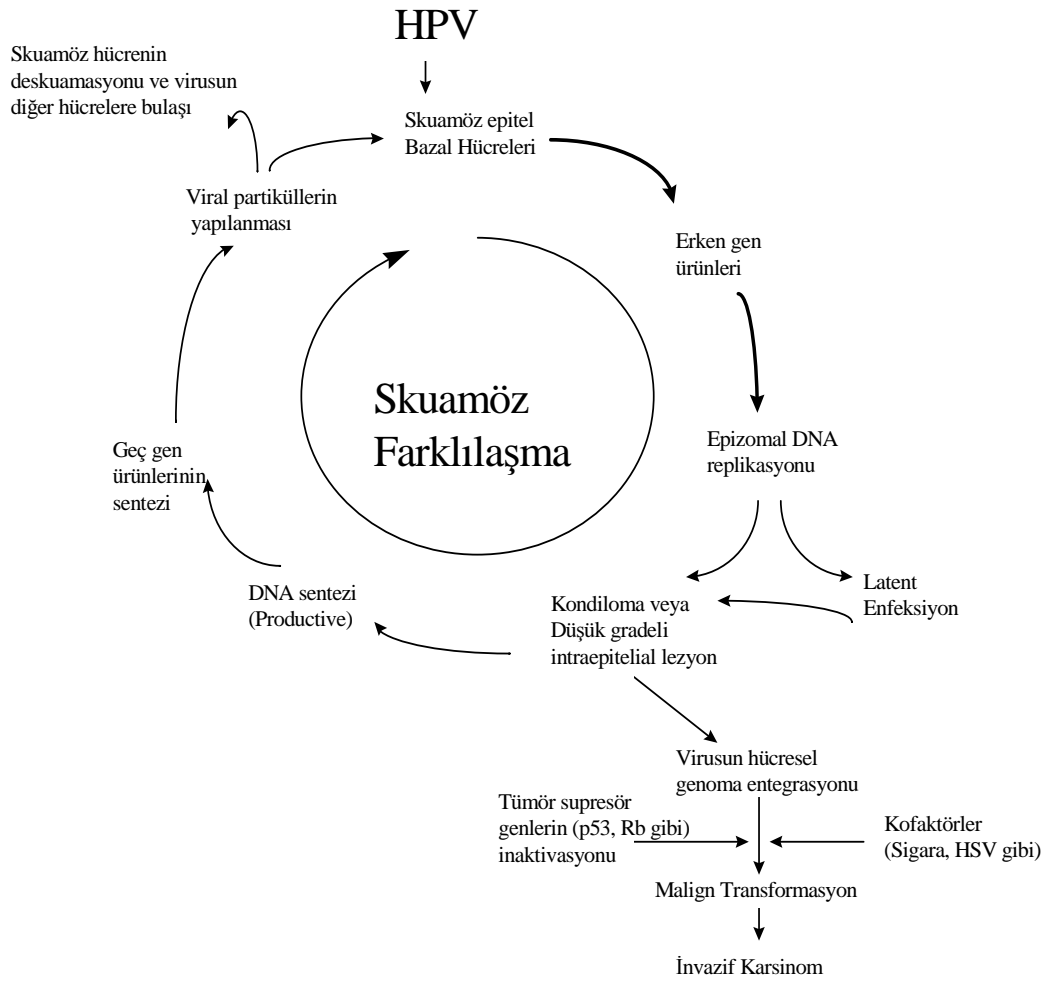 HPV
Skuamöz hücrenin
deskuamasyonu ve virusun
diğer hücrelere bulaşı
Skuamöz epitel
Bazal Hücreleri
Viral partiküllerin
yapılanması
Erken gen
ürünleri
Skuamöz
Farklılaşma
Epizomal DNA
replikasyonu
Geç gen
ürünlerinin
sentezi
Latent
Enfeksiyon
DNA sentezi
(Productive)
Kondiloma veya
Düşük gradeli
intraepitelial lezyon
Virusun hücresel
genoma entegrasyonu
Tümör supresör
genlerin (p53, Rb gibi)
inaktivasyonu
Kofaktörler
(Sigara, HSV gibi)
Malign Transformasyon
İnvazif Karsinom